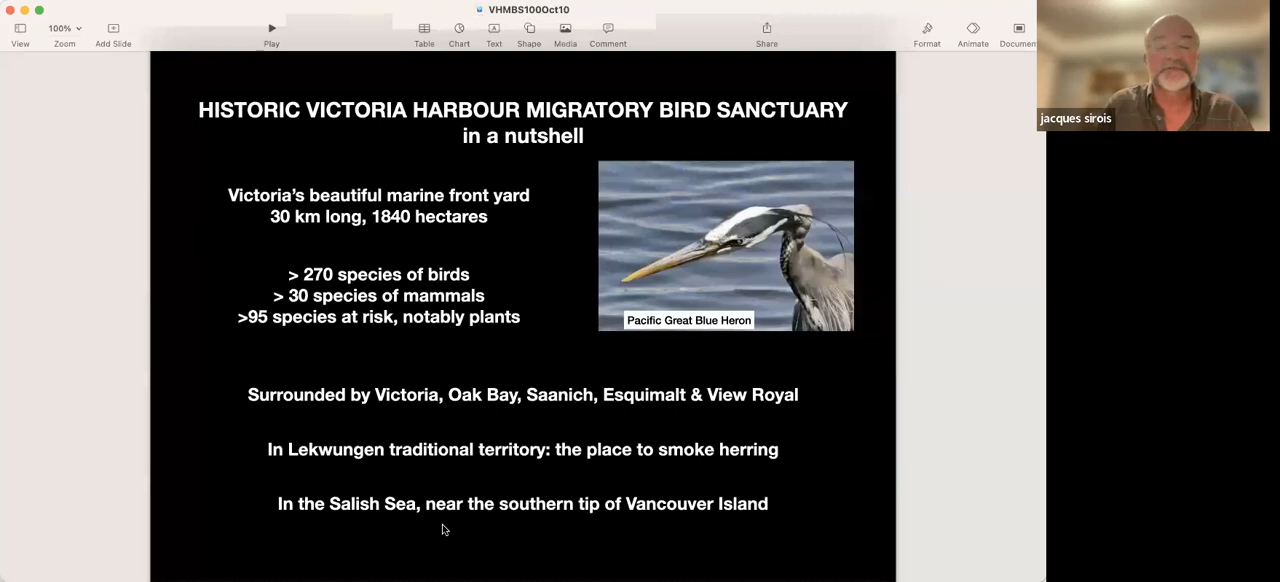 VHMBS100Oct10
100%
View
Zoom
Add Slide
Play
Table
Chart
Text
Shape
Media
Comment
Share
Format
Animate
Documen
jacques sirois
HISTORIC VICTORIA HARBOUR MIGRATORY BIRD SANCTUARY
in a nutshell
Victoria’s beautiful marine front yard
30 km long, 1840 hectares
> 270 species of birds
> 30 species of mammals
>95 species at risk, notably plants
Pacific Great Blue Heron
Surrounded by Victoria, Oak Bay, Saanich, Esquimalt & View Royal
In Lekwungen traditional territory: the place to smoke herring
In the Salish Sea, near the southern tip of Vancouver Island